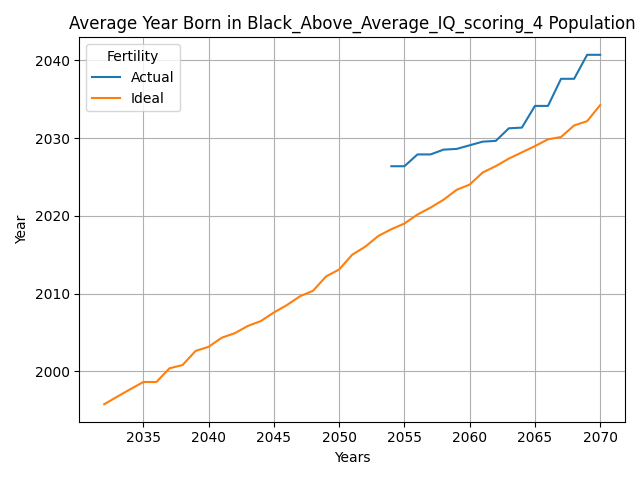 Average Year Born in Black_Above_Average_IQ_scoring_4 Population
Fertility
Actual
Ideal
Year
2040
2030
2020
2010
2000
2035 2040 2045 2050 2055 2060 2065 2070
Years